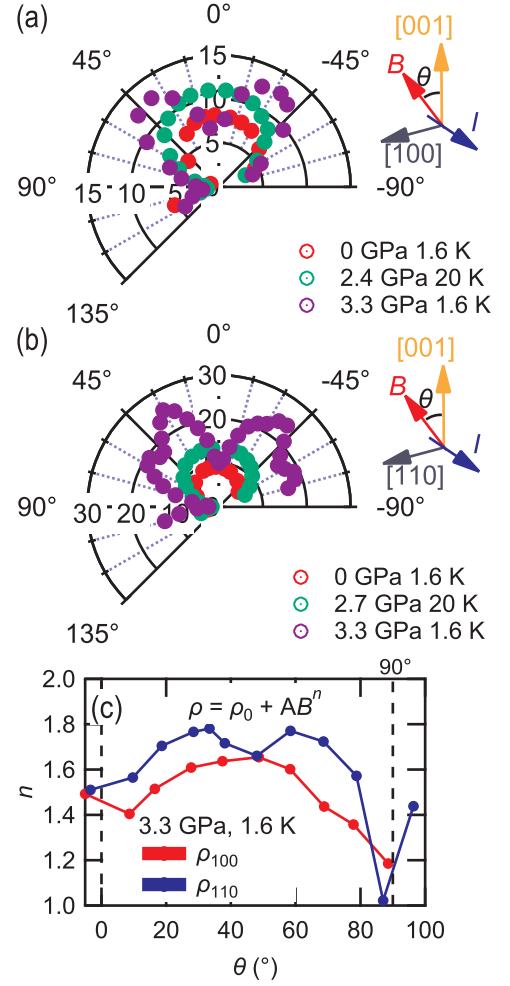 (a)
0°
45°
-45°
15
10
5
90°
15 10 5 0
-90°
135°
[001]
B
θ
I
[100]
0 GPa 1.6 K
2.4 GPa 20 K
3.3 GPa 1.6 K
(b)
0°
45°
-45°
30
20
10
90°
30 20 10 0
-90°
135°
[001]
B
θ
I
[110]
0 GPa 1.6 K
2.7 GPa 20 K
3.3 GPa 1.6 K
(c)
90°
ρ = ρ₀ + ABⁿ
2.0
1.8
1.6
1.4
1.2
1.0
n
3.3 GPa, 1.6 K
ρ₁₀₀
ρ₁₁₀
0 20 40 60 80 100
θ (°)